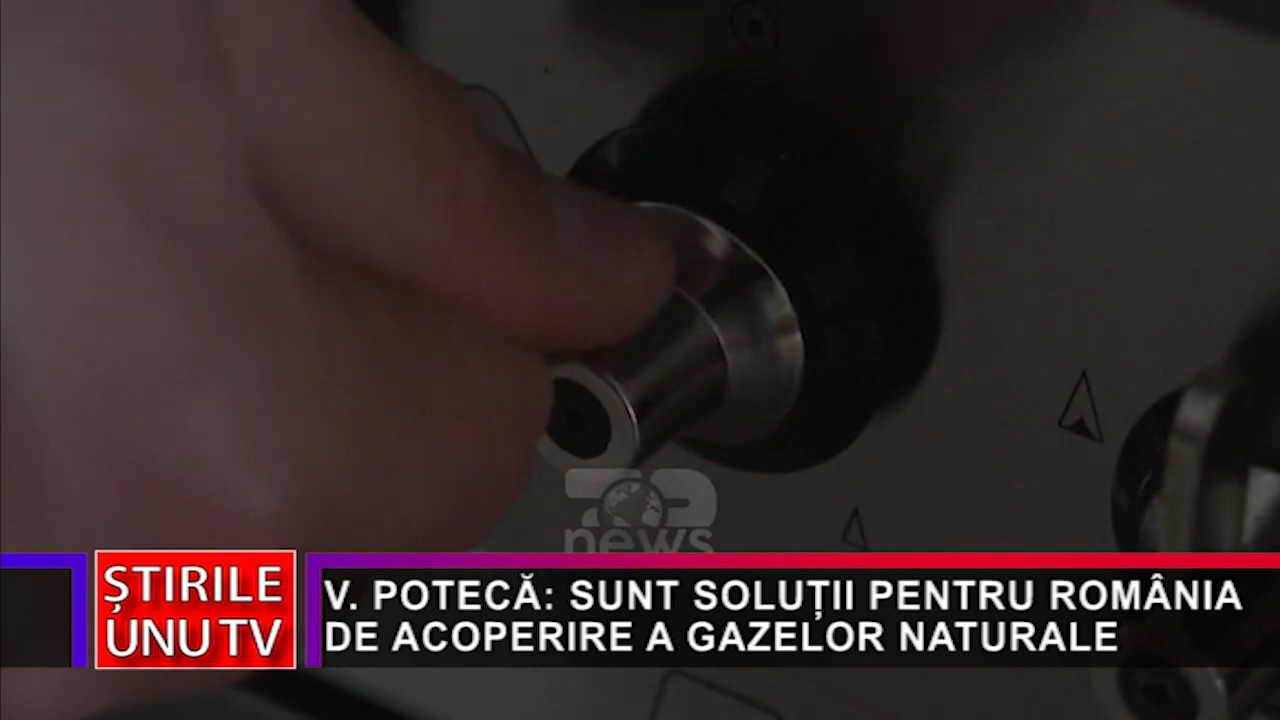 news
ȘTIRILE
UNU TV
V. POTECĂ: SUNT SOLUȚII PENTRU ROMÂNIA
DE ACOPERIRE A GAZELOR NATURALE